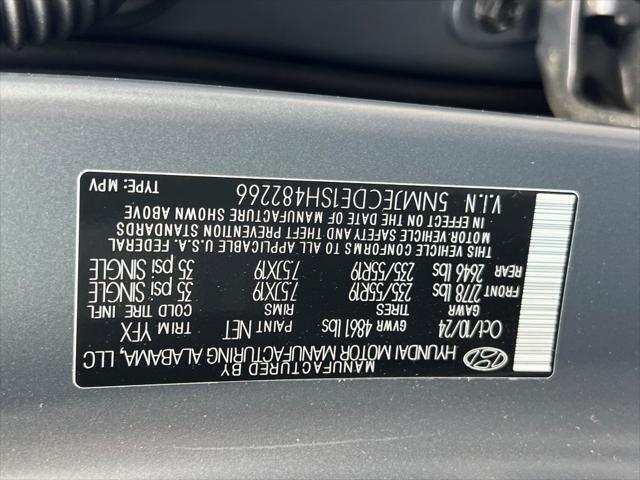 MANUFACTURED BY
HYUNDAI MOTOR MANUFACTURING ALABAMA, LLC
Oct/10/24 GVWR 4861 lbs PAINT NET TRIM YFX
GAWR TIRES RIMS COLD TIRE INFL
FRONT 2778 lbs 235/55R19 7.5JX19 35 psi SINGLE
REAR 2646 lbs 235/55R19 7.5JX19 35 psi SINGLE
THIS VEHICLE CONFORMS TO ALL APPLICABLE U.S.A. FEDERAL
MOTOR VEHICLE SAFETY AND THEFT PREVENTION STANDARDS
IN EFFECT ON THE DATE OF MANUFACTURE SHOWN ABOVE
V.I.N 5NMJECDE1SH482266 TYPE: MPV